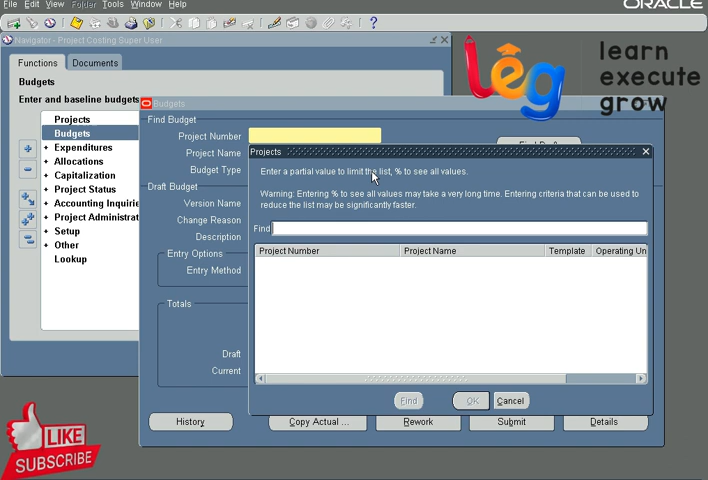 File Edit View Folder Tools Window Help
ORACLE
Navigator - Project Costing Super User
Functions
Documents
Budgets
Enter and baseline budgets
Projects
Budgets
Expenditures
Allocations
Capitalization
Project Status
Accounting Inquirie
Project Administrat
Setup
Other
Lookup
leg
learn
execute
grow
Budgets
Find Budget
Project Number
Project Name
Budget Type
Draft Budget
Version Name
Change Reason
Description
Entry Options
Entry Method
Totals
Draft
Current
Projects
Enter a partial value to limit the list, % to see all values.
Warning: Entering % to see all values may take a very long time. Entering criteria that can be used to
reduce the list may be significantly faster.
Find
Project Number Project Name Template Operating Un
Find OK Cancel
History Copy Actual ... Rework Submit Details
LIKE
SUBSCRIBE